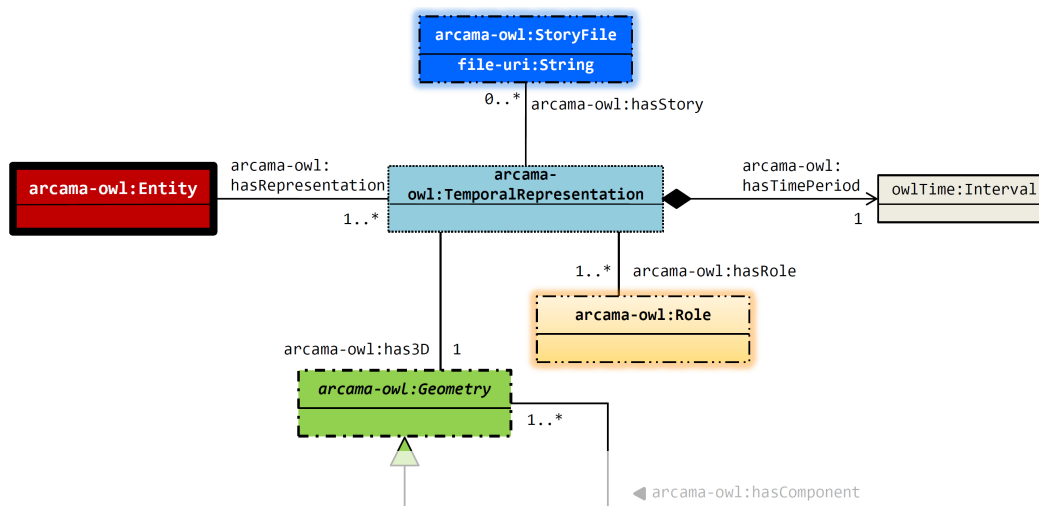 arcama-owl:StoryFile
file-uri:String
0..*
arcama-owl:hasStory
arcama-owl:Entity
arcama-owl:
hasRepresentation
1..*
arcama-
owl:TemporalRepresentation
arcama-owl:
hasTimePeriod
1
owlTime:Interval
1..*
arcama-owl:hasRole
arcama-owl:Role
arcama-owl:has3D
1
arcama-owl:Geometry
1..*
arcama-owl:hasComponent